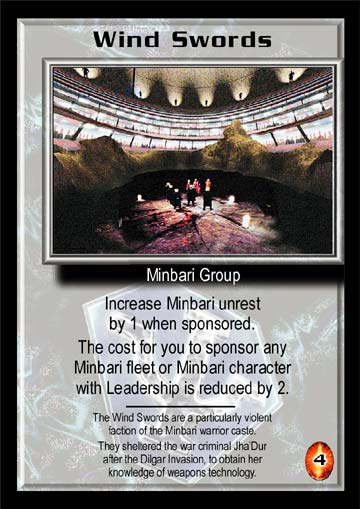 Wind Swords
Minbari Group
Increase Minbari unrest
by 1 when sponsored.
The cost for you to sponsor any
Minbari fleet or Minbari character
with Leadership is reduced by 2.
The Wind Swords are a particularly violent
faction of the Minbari warrior caste.
They sheltered the war criminal Jha'Dur
after the Dilgar Invasion, to obtain her
knowledge of weapons technology.
4